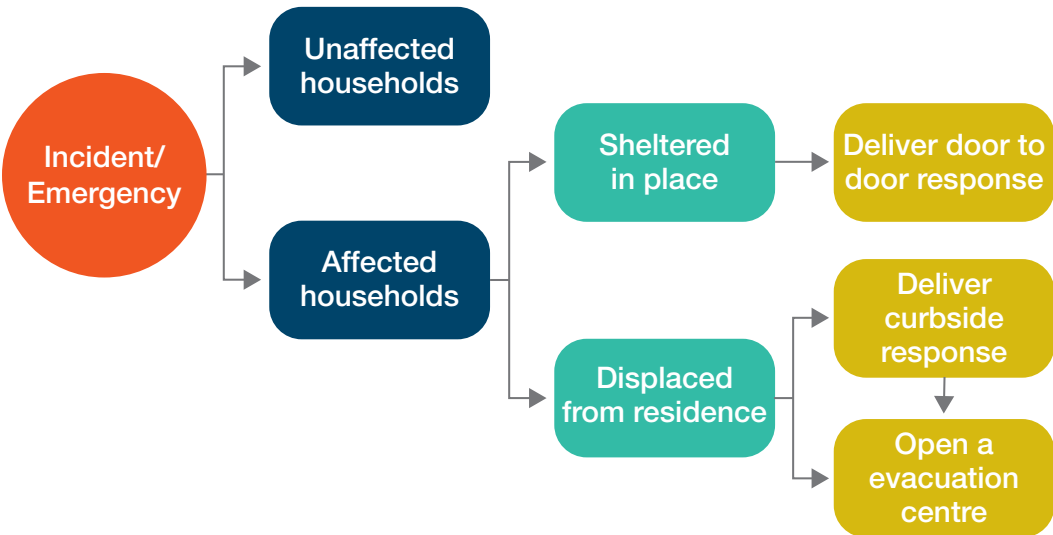 Incident/
Emergency
Unaffected
households
Affected
households
Sheltered
in place
Displaced
from residence
Deliver door to
door response
Deliver
curbside
response
Open a
evacuation
centre